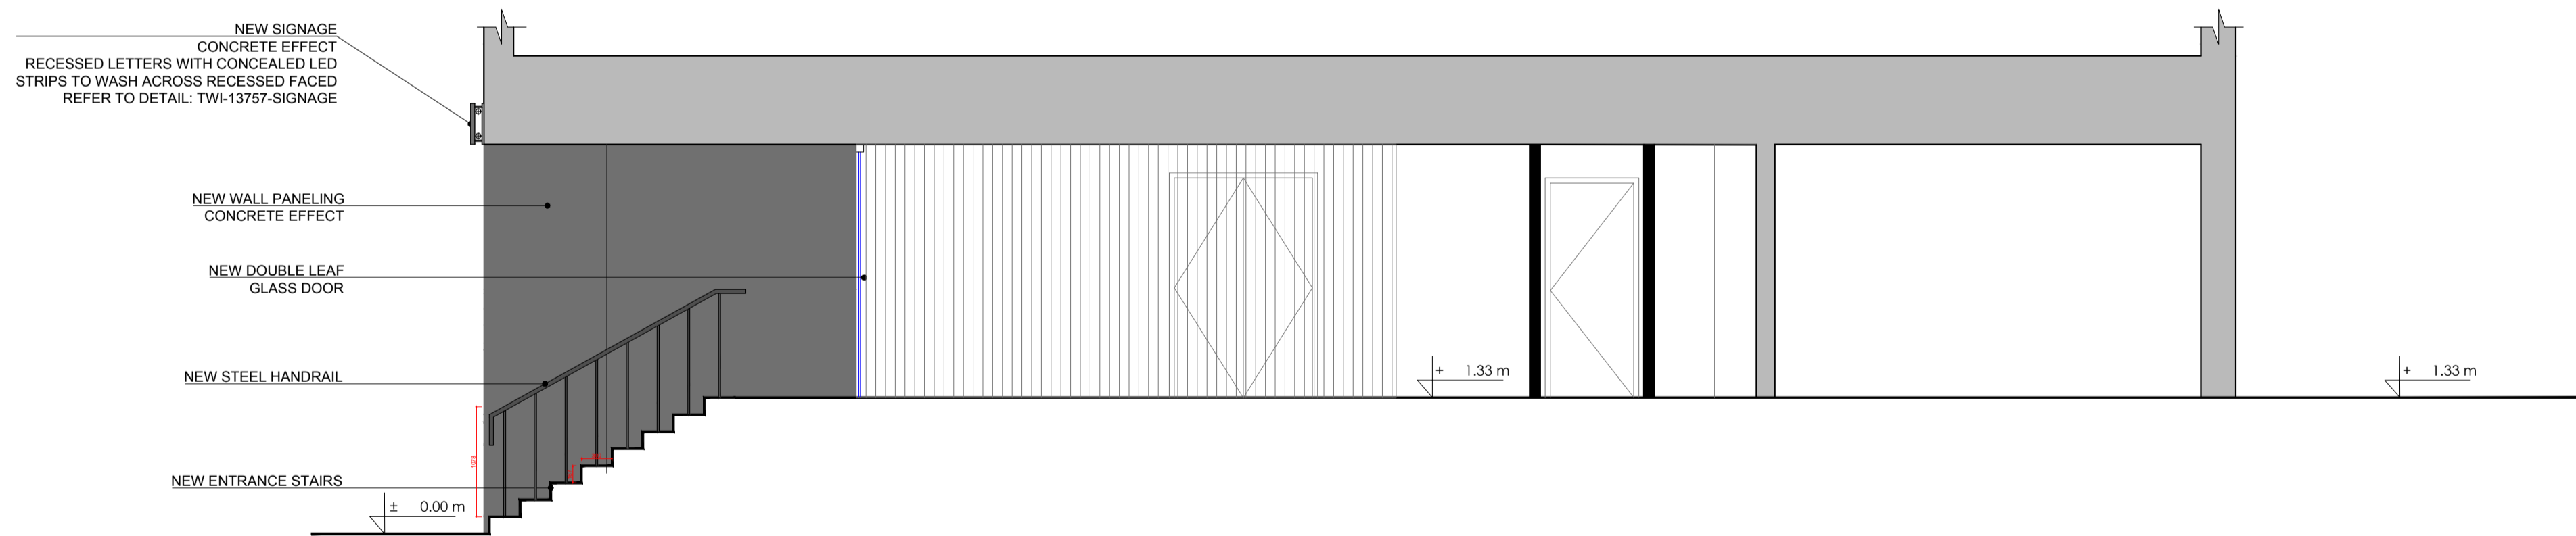 NEW SIGNAGE
CONCRETE EFFECT
RECESSED LETTERS WITH CONCEALED LED
STRIPS TO WASH ACROSS RECESSED FACED
REFER TO DETAIL: TWI-13757-SIGNAGE
NEW WALL PANELING
CONCRETE EFFECT
NEW DOUBLE LEAF
GLASS DOOR
NEW STEEL HANDRAIL
NEW ENTRANCE STAIRS
± 0.00 m
+ 1.33 m
+ 1.33 m
1078